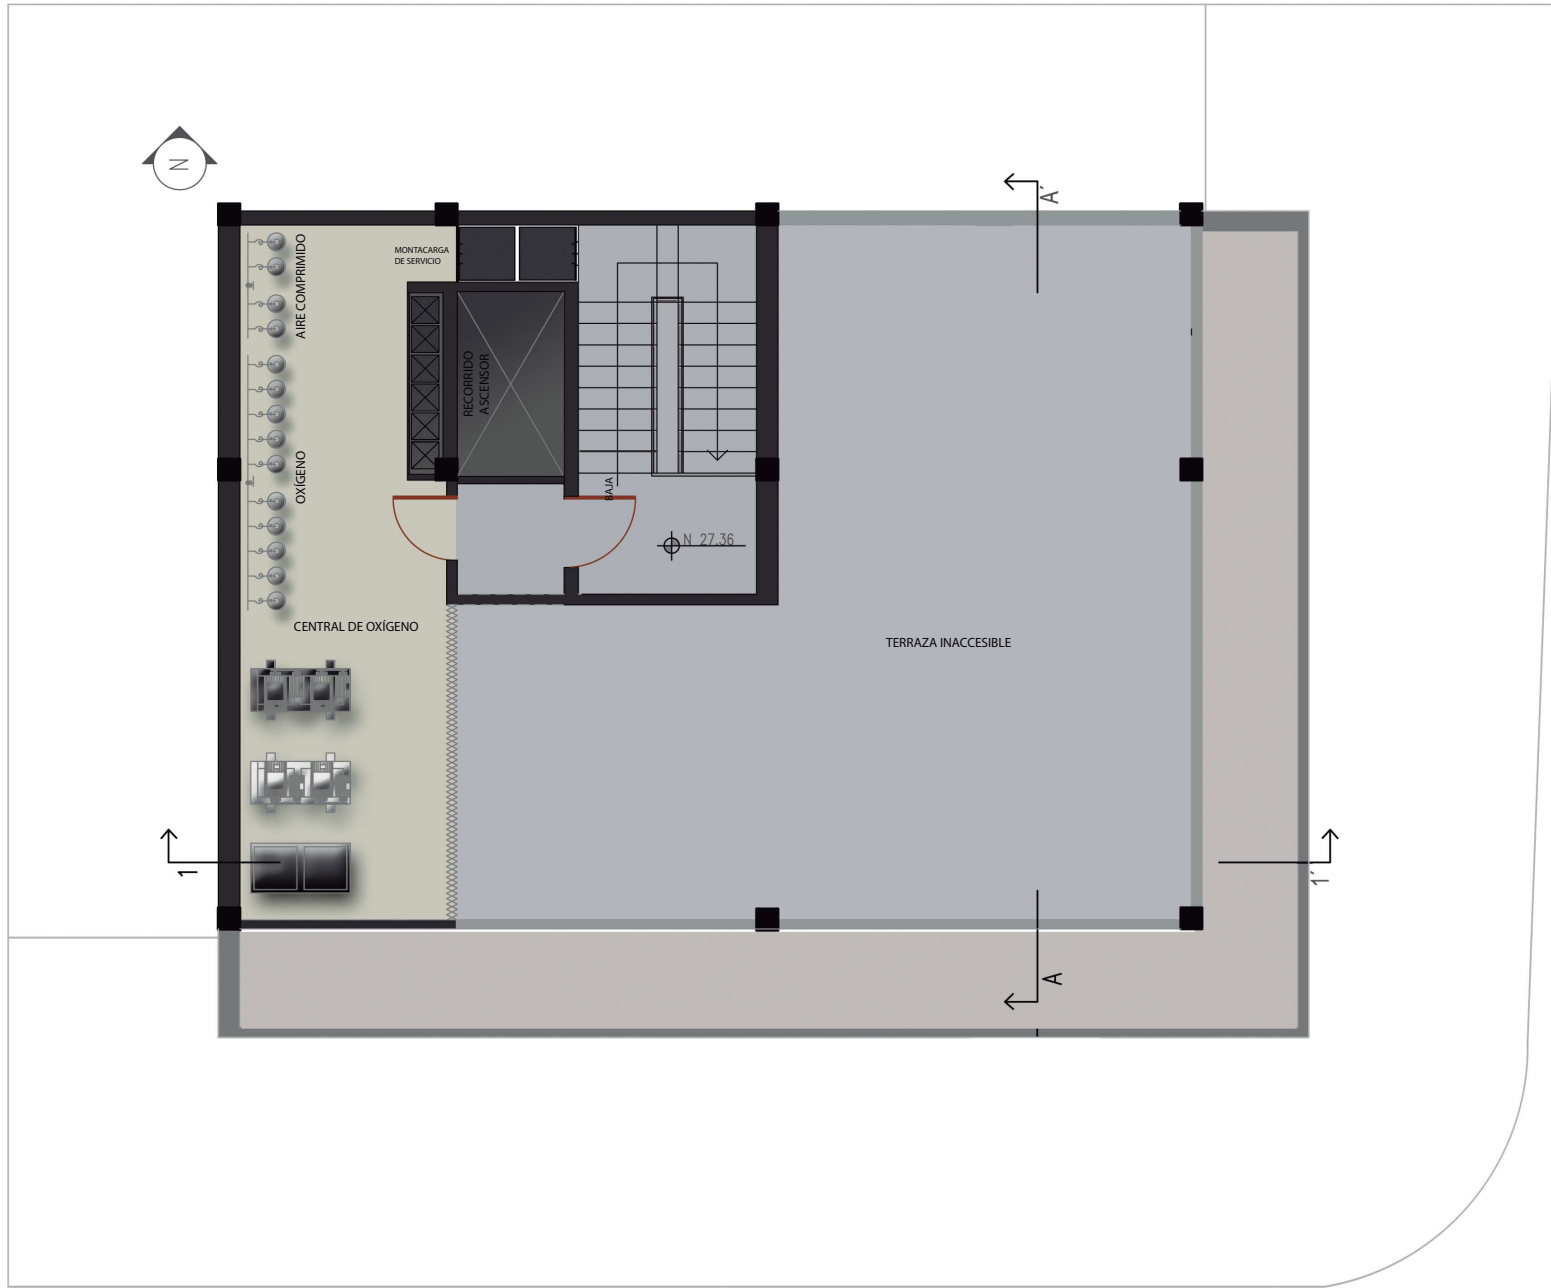 N
A´
MONTACARGA
DE SERVICIO
AIRE COMPRIMIDO
RECORRIDO
ASCENSOR
OXÍGENO
BAJA
N 27,36
CENTRAL DE OXÍGENO
TERRAZA INACCESIBLE
1
1´
A